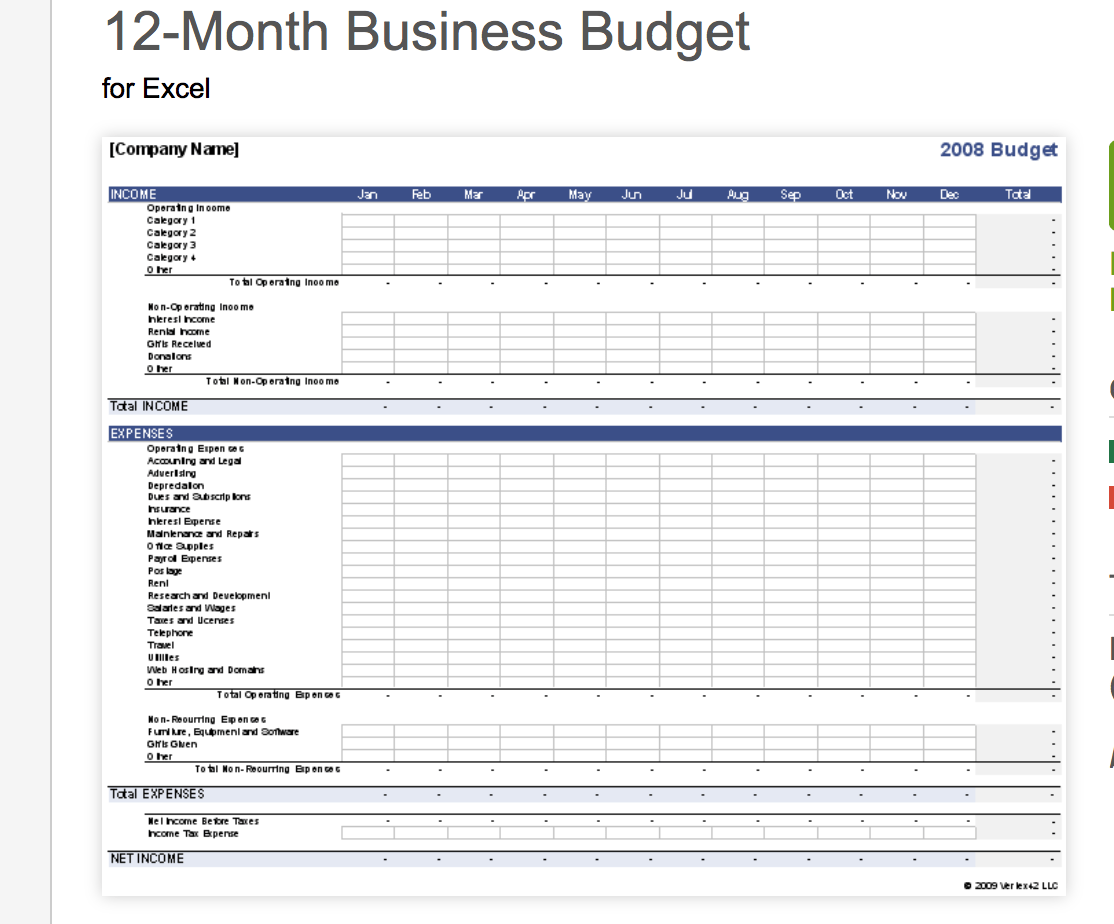 12-Month Business Budget
for Excel
[Company Name] 2008 Budget
INCOME Jan Feb Mar Apr May Jun Jul Aug Sep Oct Nov Dec Total
Operating Income
Category 1 -
Category 2 -
Category 3 -
Category 4 -
Other -
Total Operating Income - - - - - - - - - - - - -
Non-Operating Income
Interest Income -
Rental Income -
Gifts Received -
Donations -
Other -
Total Non-Operating Income - - - - - - - - - - - - -
Total INCOME - - - - - - - - - - - - -
EXPENSES
Operating Expenses
Accounting and Legal -
Advertising -
Depreciation -
Dues and Subscriptions -
Insurance -
Interest Expense -
Maintenance and Repairs -
Office Supplies -
Payroll Expenses -
Postage -
Rent -
Research and Development -
Salaries and Wages -
Taxes and Licenses -
Telephone -
Travel -
Utilities -
Web Hosting and Domains -
Other -
Total Operating Expenses - - - - - - - - - - - - -
Non-Recurring Expenses
Furniture, Equipment and Software -
Gifts Given -
Other -
Total Non-Recurring Expenses - - - - - - - - - - - - -
Total EXPENSES - - - - - - - - - - - - -
Net Income Before Taxes - - - - - - - - - - - - -
Income Tax Expense -
NET INCOME - - - - - - - - - - - - -
© 2009 Vertex42 LLC